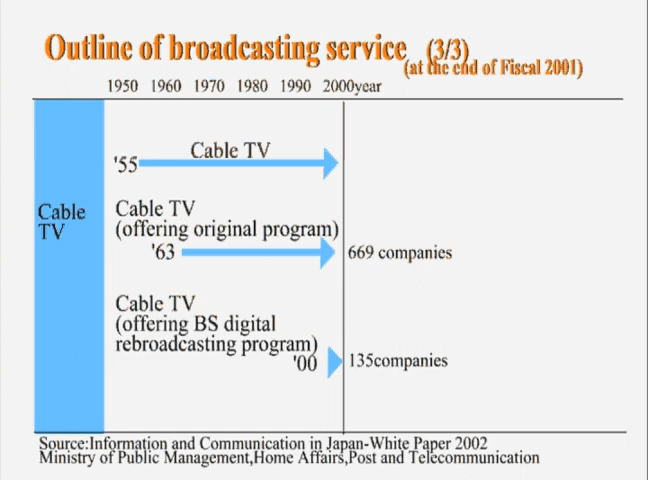 Outline of broadcasting service (3/3)
(at the end of Fiscal 2001)
1950 1960 1970 1980 1990 2000year
Cable TV
'55
Cable
TV
Cable TV
(offering original program)
'63
669 companies
Cable TV
(offering BS digital
rebroadcasting program)
'00
135companies
Source:Information and Communication in Japan-White Paper 2002
Ministry of Public Management,Home Affairs,Post and Telecommunication